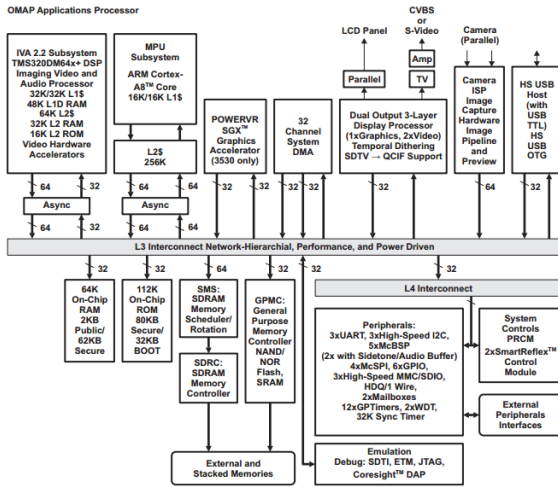 OMAP Applications Processor
CVBS
or
S-Video
LCD Panel
Camera
(Parallel)
Amp
Parallel
TV
IVA 2.2 Subsystem
TMS320DM64x+ DSP
Imaging Video and
Audio Processor
32K/32K L1$
48K L1D RAM
64K L2$
32K L2 RAM
16K L2 ROM
Video Hardware
Accelerators
MPU
Subsystem
ARM Cortex-
A8™ Core
16K/16K L1$
L2$
256K
POWERVR
SGX™
Graphics
Accelerator
(3530 only)
32
Channel
System
DMA
Dual Output 3-Layer
Display Processor
(1xGraphics, 2xVideo)
Temporal Dithering
SDTV → QCIF Support
Camera
ISP
Image
Capture
Hardware
Image
Pipeline
and
Preview
HS USB
Host
(with
USB
TTL)
HS
USB
OTG
64
32
64
64
32
32
32
32
32
64
32
Async
Async
64
32
64
64
L3 Interconnect Network-Hierarchial, Performance, and Power Driven
32
32
64
32
32
32
64K
On-Chip
RAM
2KB
Public/
62KB
Secure
112K
On-Chip
ROM
80KB
Secure/
32KB
BOOT
SMS:
SDRAM
Memory
Scheduler/
Rotation
SDRC:
SDRAM
Memory
Controller
GPMC:
General
Purpose
Memory
Controller
NAND/
NOR
Flash,
SRAM
L4 Interconnect
32
Peripherals:
3xUART, 3xHigh-Speed I2C,
5xMcBSP
(2x with Sidetone/Audio Buffer)
4xMcSPI, 6xGPIO,
3xHigh-Speed MMC/SDIO,
HDQ/1 Wire,
2xMailboxes
12xGPTimers, 2xWDT,
32K Sync Timer
System
Controls
PRCM
2xSmartReflex™
Control
Module
External
Peripherals
Interfaces
External and
Stacked Memories
Emulation
Debug: SDTI, ETM, JTAG,
Coresight™ DAP